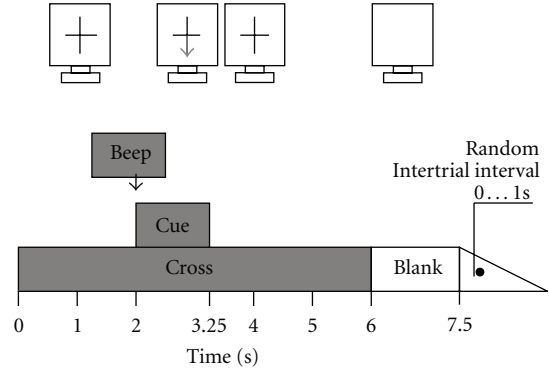 Beep
Random
Intertrial interval
0…1s
Cue
Cross
Blank
0 1 2 3.25 4 5 6 7.5
Time (s)